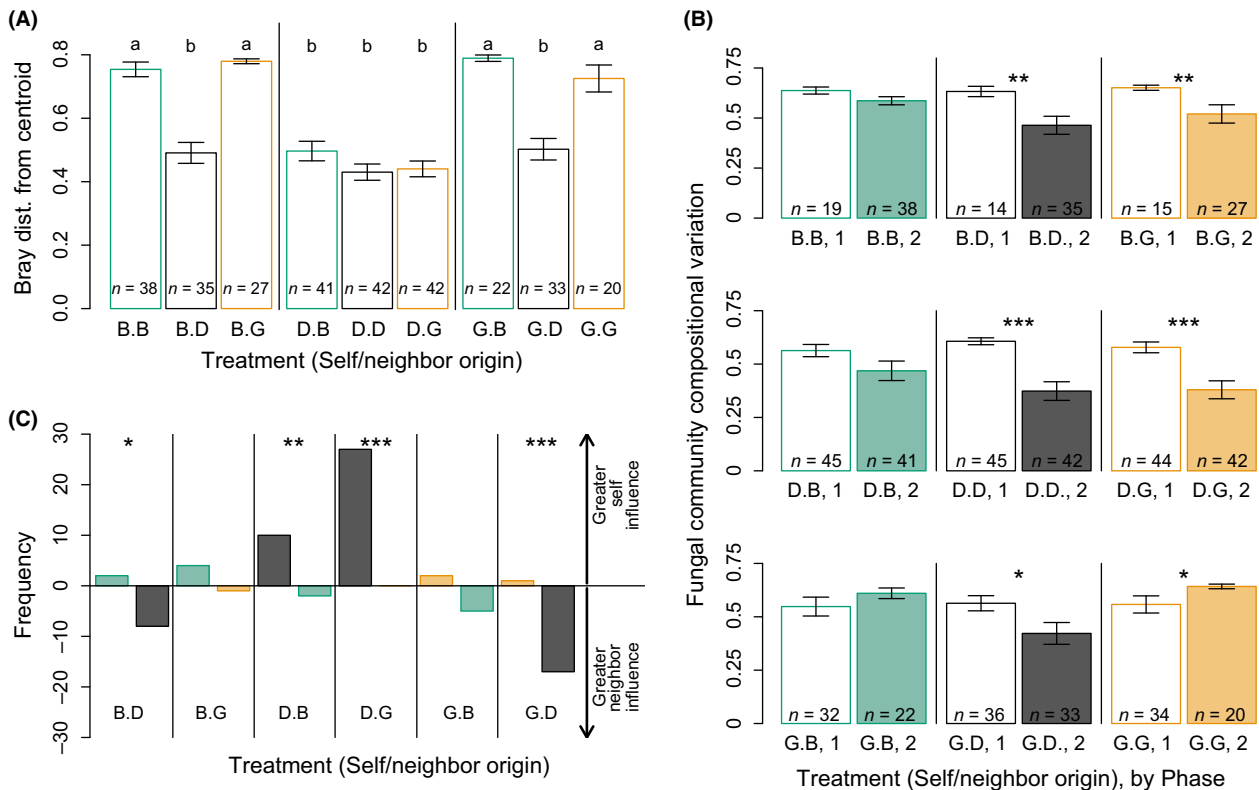 (A)
a b a b b b a b a
Bray dist. from centroid
0.8
0.6
0.4
0.2
0.0
n = 38 n = 35 n = 27 n = 41 n = 42 n = 42 n = 22 n = 33 n = 20
B.B B.D B.G D.B D.D D.G G.B G.D G.G
Treatment (Self/neighbor origin)
(C)
Frequency
30
20
10
0
−10
−20
−30
* ** *** ***
Greater self influence
Greater neighbor influence
B.D B.G D.B D.G G.B G.D
Treatment (Self/neighbor origin)
(B)
Fungal community compositional variation
0.75
0.5
0.25
0
** **
n = 19 n = 38 n = 14 n = 35 n = 15 n = 27
B.B, 1 B.B, 2 B.D, 1 B.D., 2 B.G, 1 B.G, 2
0.75
0.5
0.25
0
*** ***
n = 45 n = 41 n = 45 n = 42 n = 44 n = 42
D.B, 1 D.B, 2 D.D, 1 D.D., 2 D.G, 1 D.G, 2
0.75
0.5
0.25
0
* *
n = 32 n = 22 n = 36 n = 33 n = 34 n = 20
G.B, 1 G.B, 2 G.D, 1 G.D., 2 G.G, 1 G.G, 2
Treatment (Self/neighbor origin), by Phase